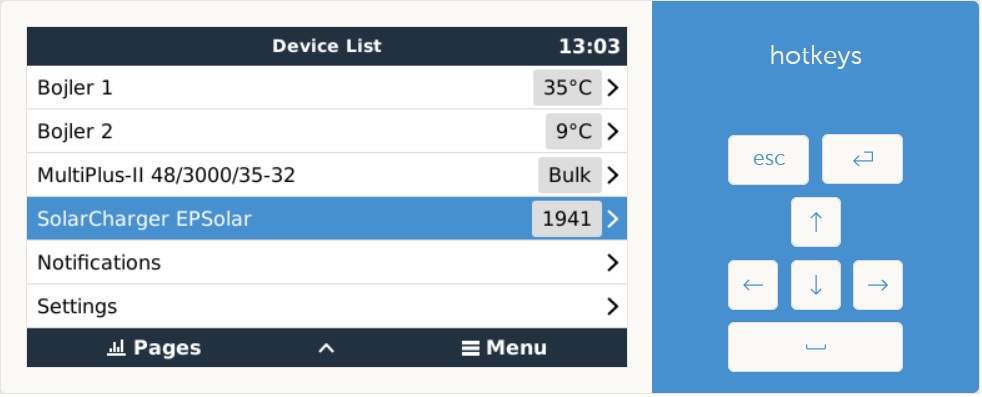 Device List 13:03
Bojler 1 35°C
Bojler 2 9°C
MultiPlus-II 48/3000/35-32 Bulk
SolarCharger EPSolar 1941
Notifications
Settings
Pages Menu
hotkeys
esc